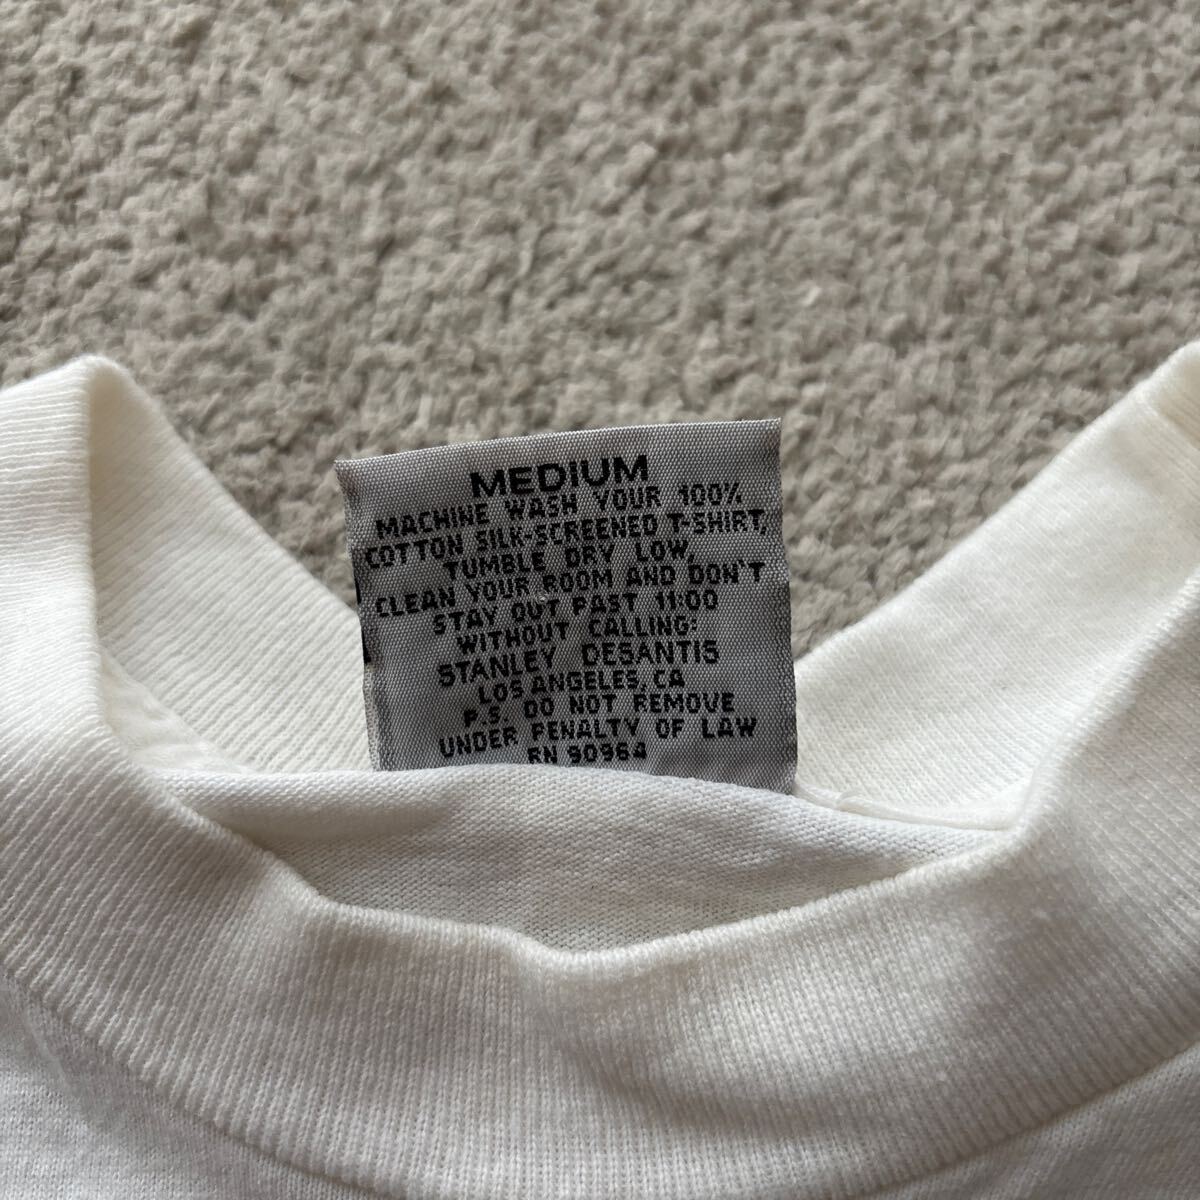 MEDIUM
MACHINE WASH YOUR 100%
COTTON SILK-SCREENED T-SHIRT,
TUMBLE DRY LOW,
CLEAN YOUR ROOM AND DON'T
STAY OUT PAST 11:00
WITHOUT CALLING:
STANLEY DESANTIS
LOS ANGELES, CA
P.S. DO NOT REMOVE
UNDER PENALTY OF LAW
RN 90964